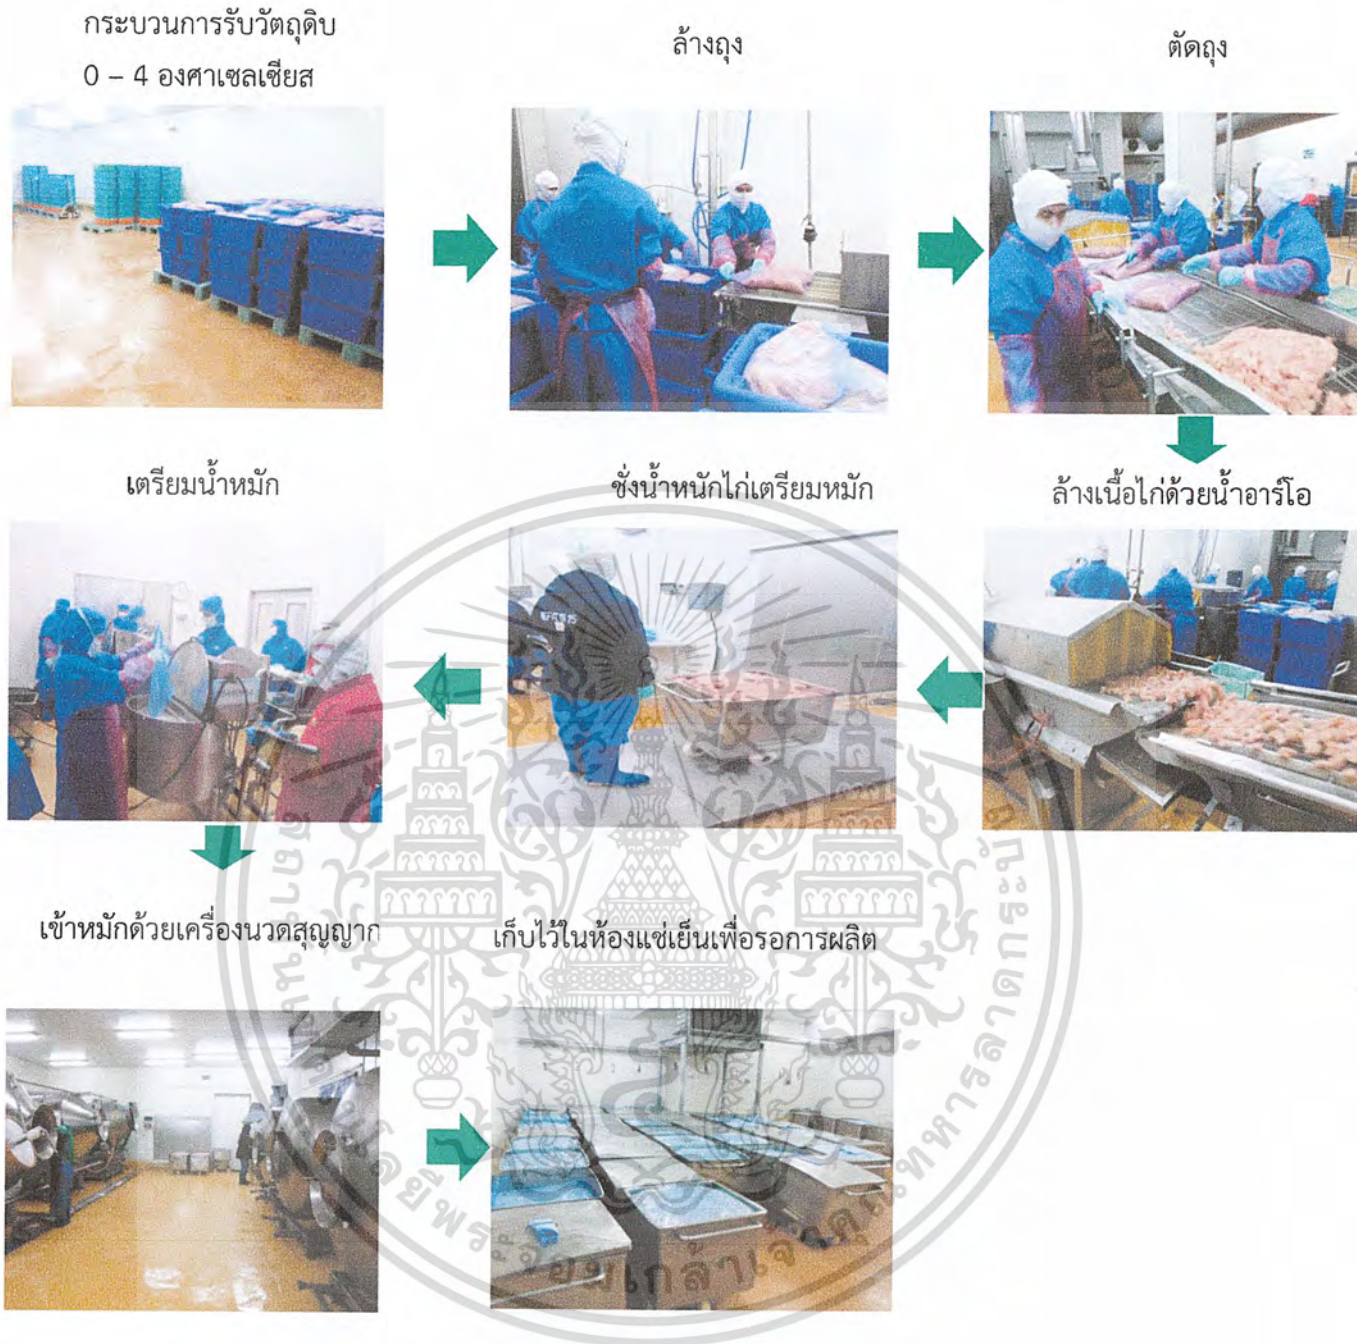 กระบวนการรับวัตถุดิบ
0 – 4 องศาเซลเซียส
ล้างถุง
ตัดถุง
ล้างเนื้อไก่ด้วยน้ำอาร์โอ
ชั่งน้ำหนักไก่เตรียมหมัก
เตรียมน้ำหมัก
เข้าหมักด้วยเครื่องนวดสุญญาก
เก็บไว้ในห้องแช่เย็นเพื่อรอการผลิต